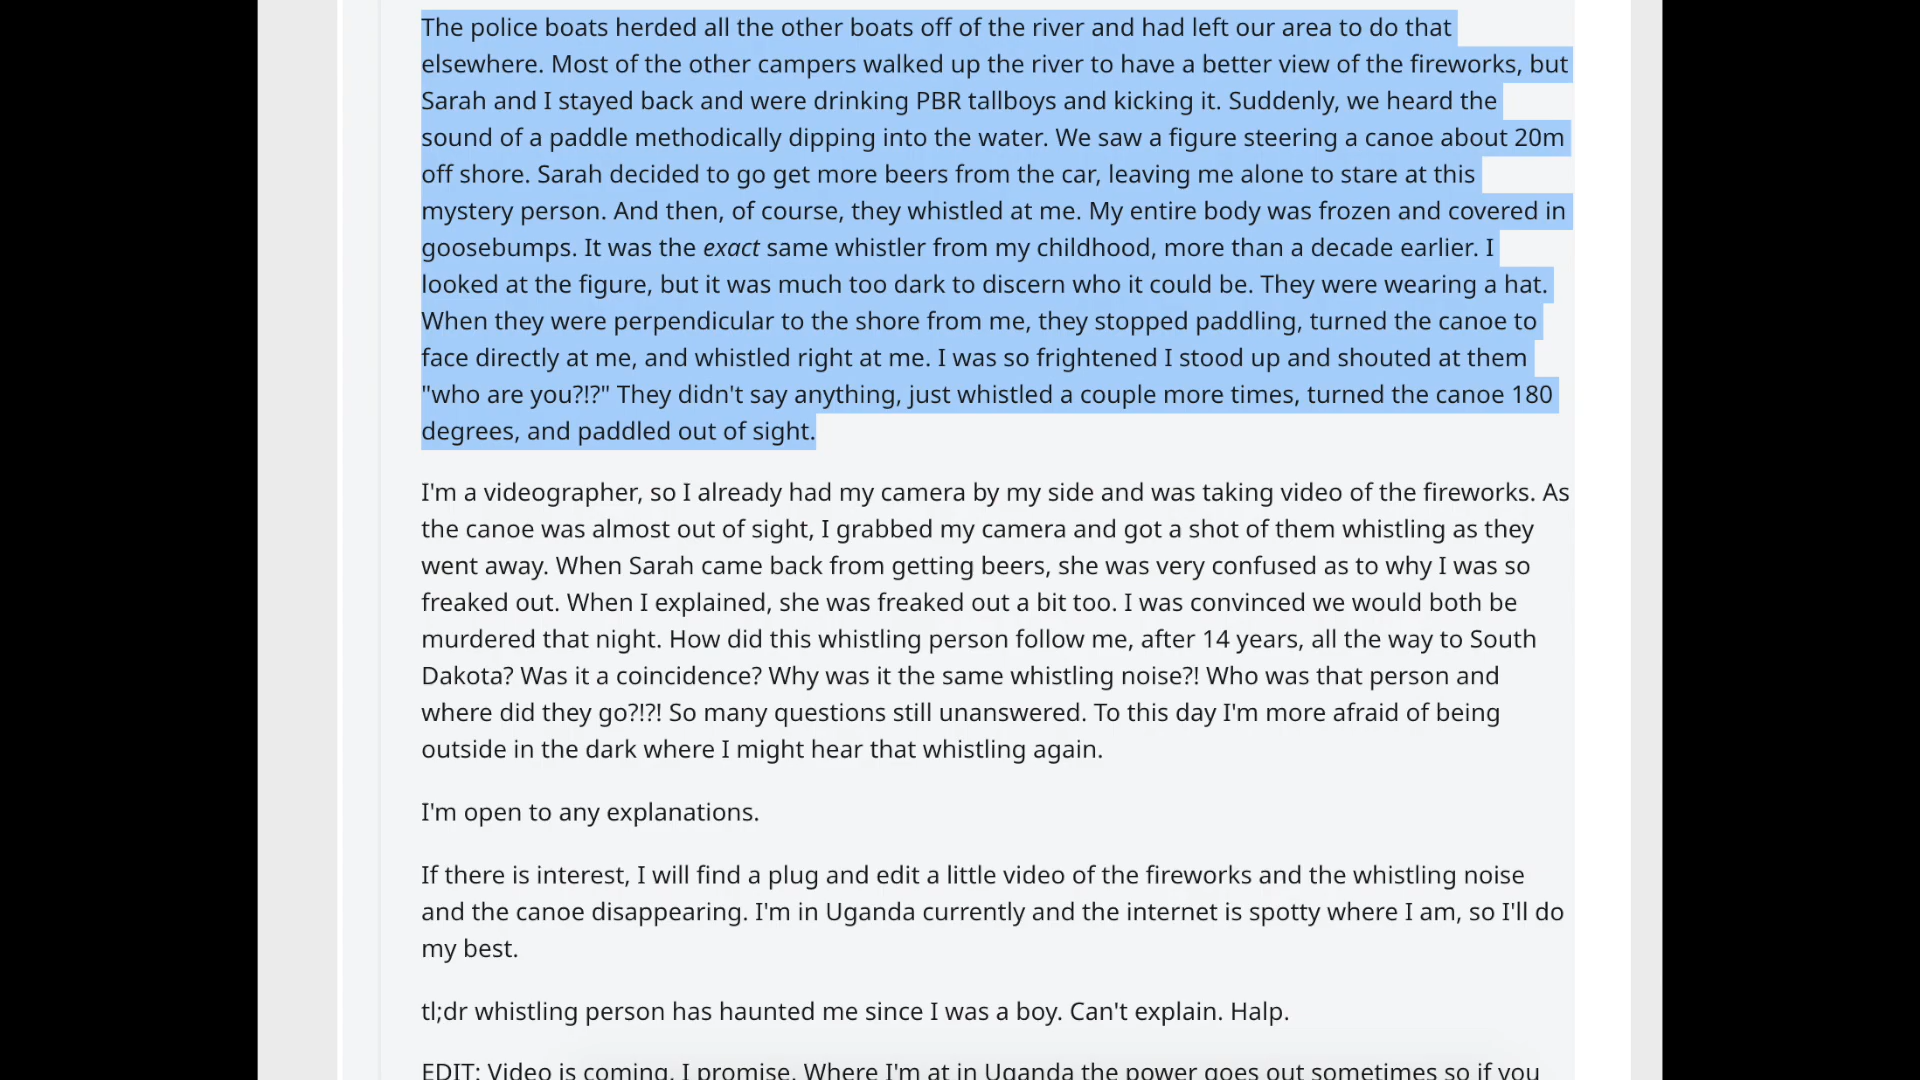 The police boats herded all the other boats off of the river and had left our area to do that
elsewhere. Most of the other campers walked up the river to have a better view of the fireworks, but
Sarah and I stayed back and were drinking PBR tallboys and kicking it. Suddenly, we heard the
sound of a paddle methodically dipping into the water. We saw a figure steering a canoe about 20m
off shore. Sarah decided to go get more beers from the car, leaving me alone to stare at this
mystery person. And then, of course, they whistled at me. My entire body was frozen and covered in
goosebumps. It was the exact same whistler from my childhood, more than a decade earlier. I
looked at the figure, but it was much too dark to discern who it could be. They were wearing a hat.
When they were perpendicular to the shore from me, they stopped paddling, turned the canoe to
face directly at me, and whistled right at me. I was so frightened I stood up and shouted at them
"who are you?!?" They didn't say anything, just whistled a couple more times, turned the canoe 180
degrees, and paddled out of sight.
I'm a videographer, so I already had my camera by my side and was taking video of the fireworks. As
the canoe was almost out of sight, I grabbed my camera and got a shot of them whistling as they
went away. When Sarah came back from getting beers, she was very confused as to why I was so
freaked out. When I explained, she was freaked out a bit too. I was convinced we would both be
murdered that night. How did this whistling person follow me, after 14 years, all the way to South
Dakota? Was it a coincidence? Why was it the same whistling noise?! Who was that person and
where did they go?!?! So many questions still unanswered. To this day I'm more afraid of being
outside in the dark where I might hear that whistling again.
I'm open to any explanations.
If there is interest, I will find a plug and edit a little video of the fireworks and the whistling noise
and the canoe disappearing. I'm in Uganda currently and the internet is spotty where I am, so I'll do
my best.
tl;dr whistling person has haunted me since I was a boy. Can't explain. Halp.
EDIT: Video is coming, I promise. Where I'm at in Uganda the power goes out sometimes so if you